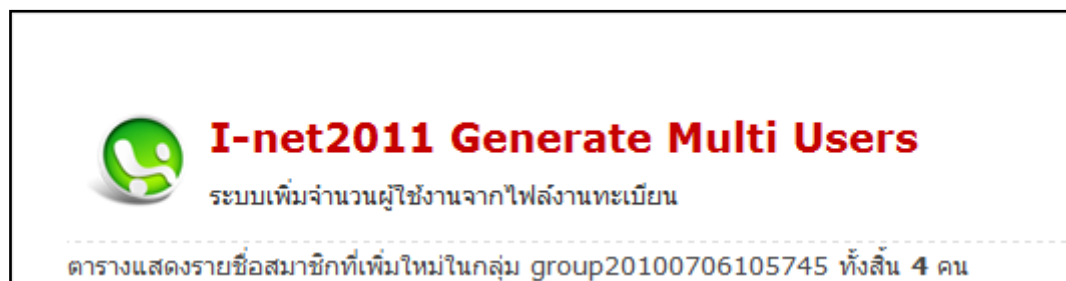 I-net2011 Generate Multi Users
ระบบเพิ่มจำนวนผู้ใช้งานจากไฟล์งานทะเบียน
ตารางแสดงรายชื่อสมาชิกที่เพิ่มใหม่ในกลุ่ม group20100706105745 ทั้งสิ้น 4 คน